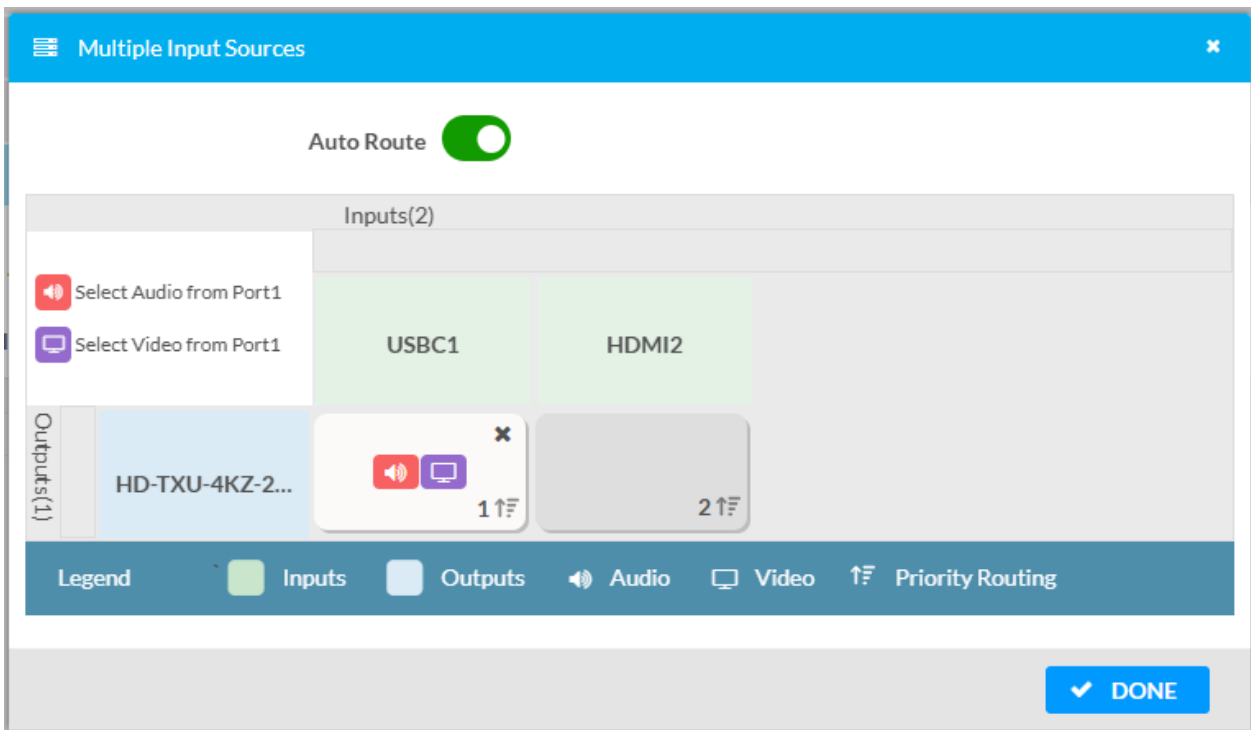 Multiple Input Sources
Auto Route
Inputs(2)
Select Audio from Port1
Select Video from Port1
USBC1
HDMI2
Outputs(1)
HD-TXU-4KZ-2...
1
2
Legend
Inputs
Outputs
Audio
Video
Priority Routing
DONE